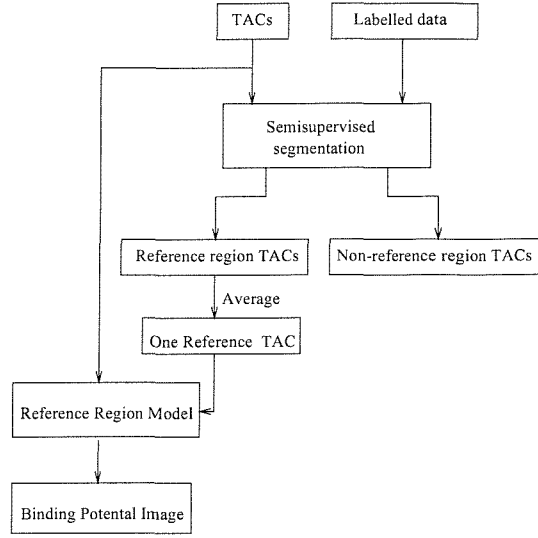 TACs
Labelled data
Semisupervised
segmentation
Reference region TACs
Non-reference region TACs
Average
One Reference TAC
Reference Region Model
Binding Potental Image